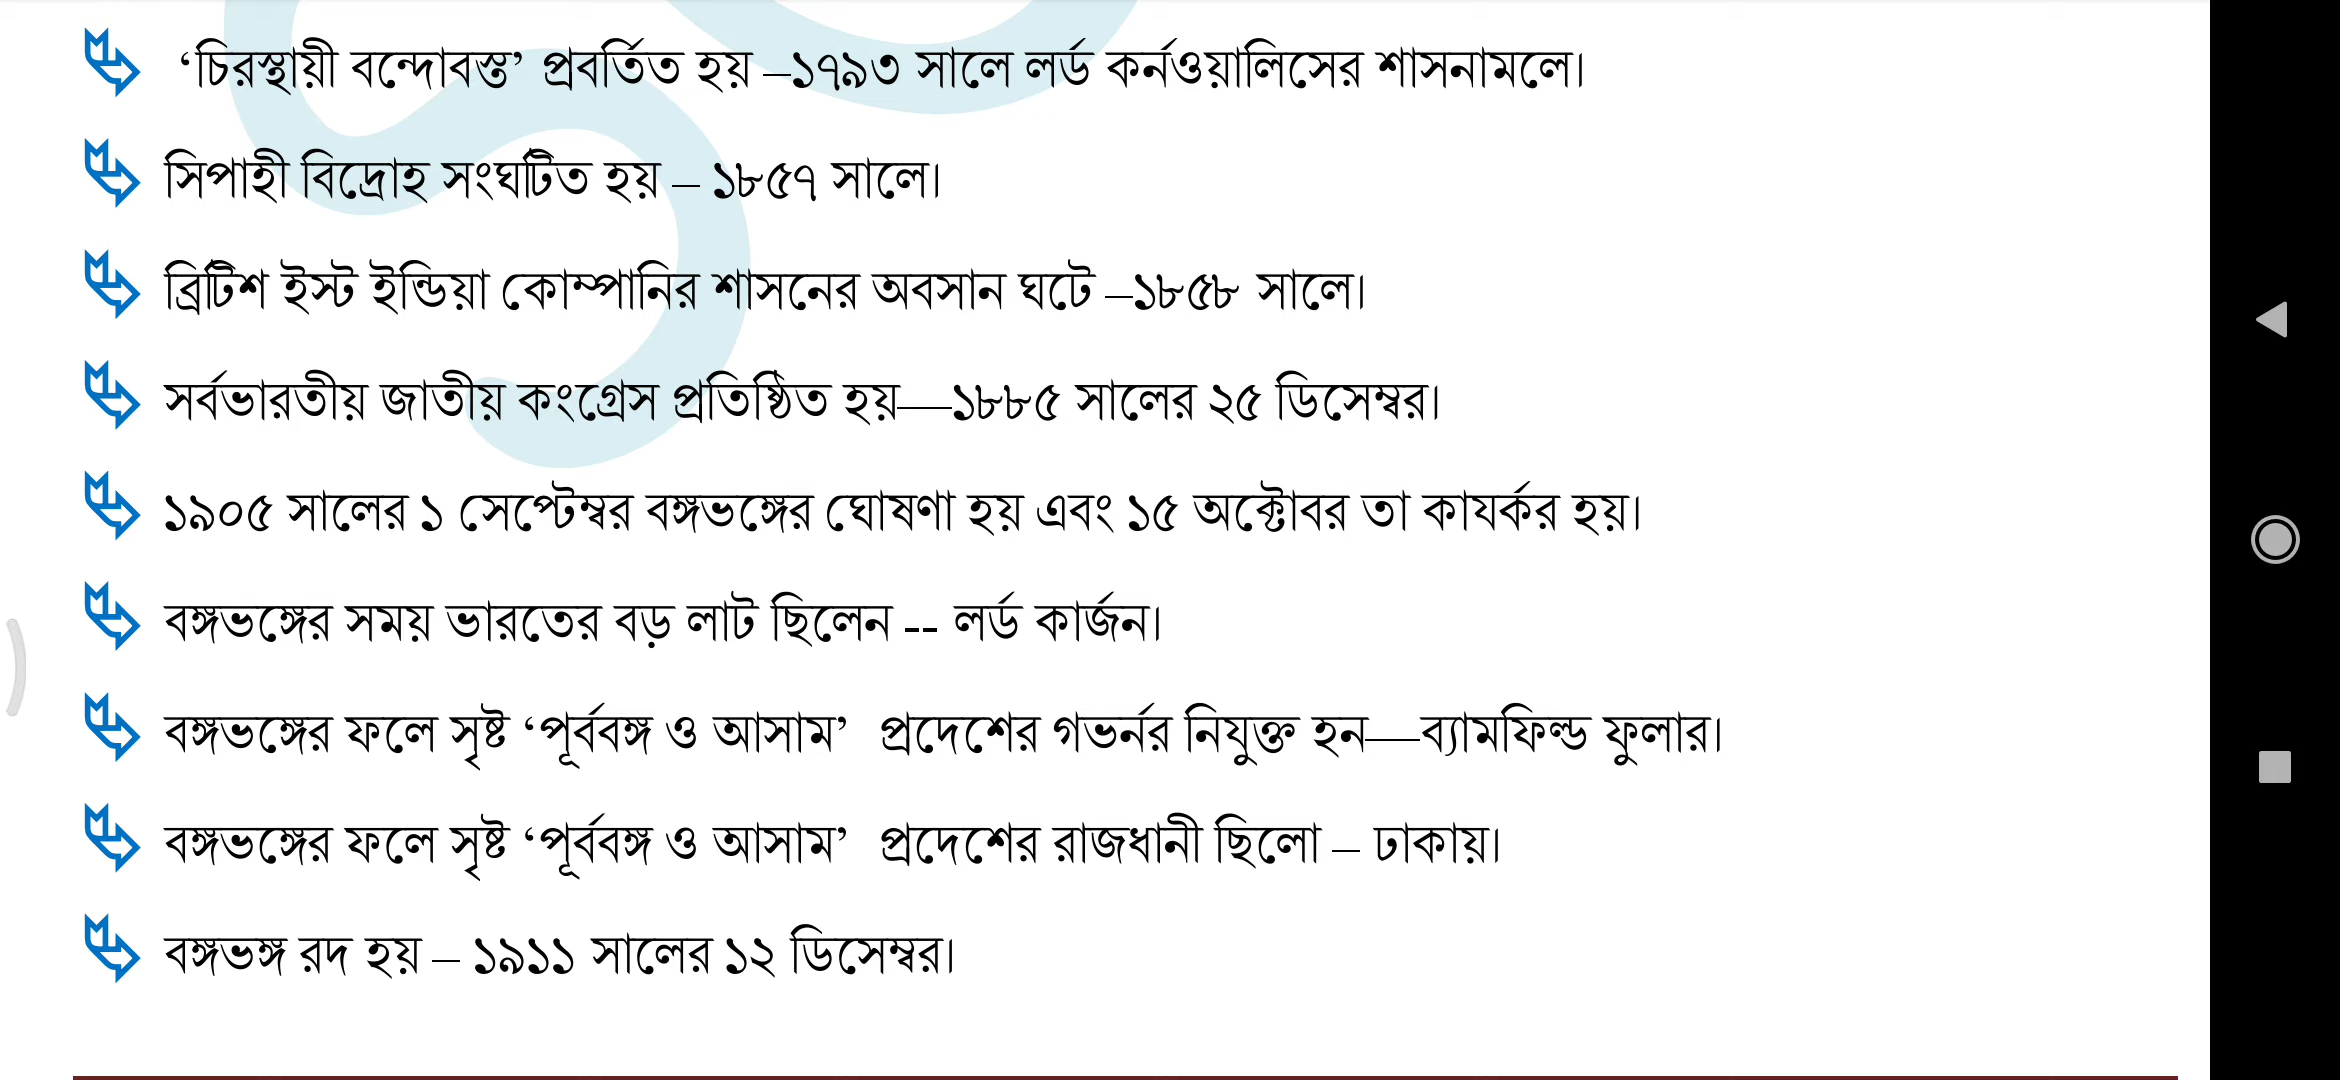 ‘চিরস্থায়ী বন্দোবস্ত’ প্রবর্তিত হয় –১৭৯৩ সালে লর্ড কর্নওয়ালিসের শাসনামলে।
সিপাহী বিদ্রোহ সংঘটিত হয় – ১৮৫৭ সালে।
ব্রিটিশ ইস্ট ইন্ডিয়া কোম্পানির শাসনের অবসান ঘটে –১৮৫৮ সালে।
সর্বভারতীয় জাতীয় কংগ্রেস প্রতিষ্ঠিত হয়—১৮৮৫ সালের ২৫ ডিসেম্বর।
১৯০৫ সালের ১ সেপ্টেম্বর বঙ্গভঙ্গের ঘোষণা হয় এবং ১৫ অক্টোবর তা কাযর্কর হয়।
বঙ্গভঙ্গের সময় ভারতের বড় লাট ছিলেন -- লর্ড কার্জন।
বঙ্গভঙ্গের ফলে সৃষ্ট ‘পূর্ববঙ্গ ও আসাম’ প্রদেশের গভর্নর নিযুক্ত হন—ব্যামফিল্ড ফুলার।
বঙ্গভঙ্গের ফলে সৃষ্ট ‘পূর্ববঙ্গ ও আসাম’ প্রদেশের রাজধানী ছিলো – ঢাকায়।
বঙ্গভঙ্গ রদ হয় – ১৯১১ সালের ১২ ডিসেম্বর।